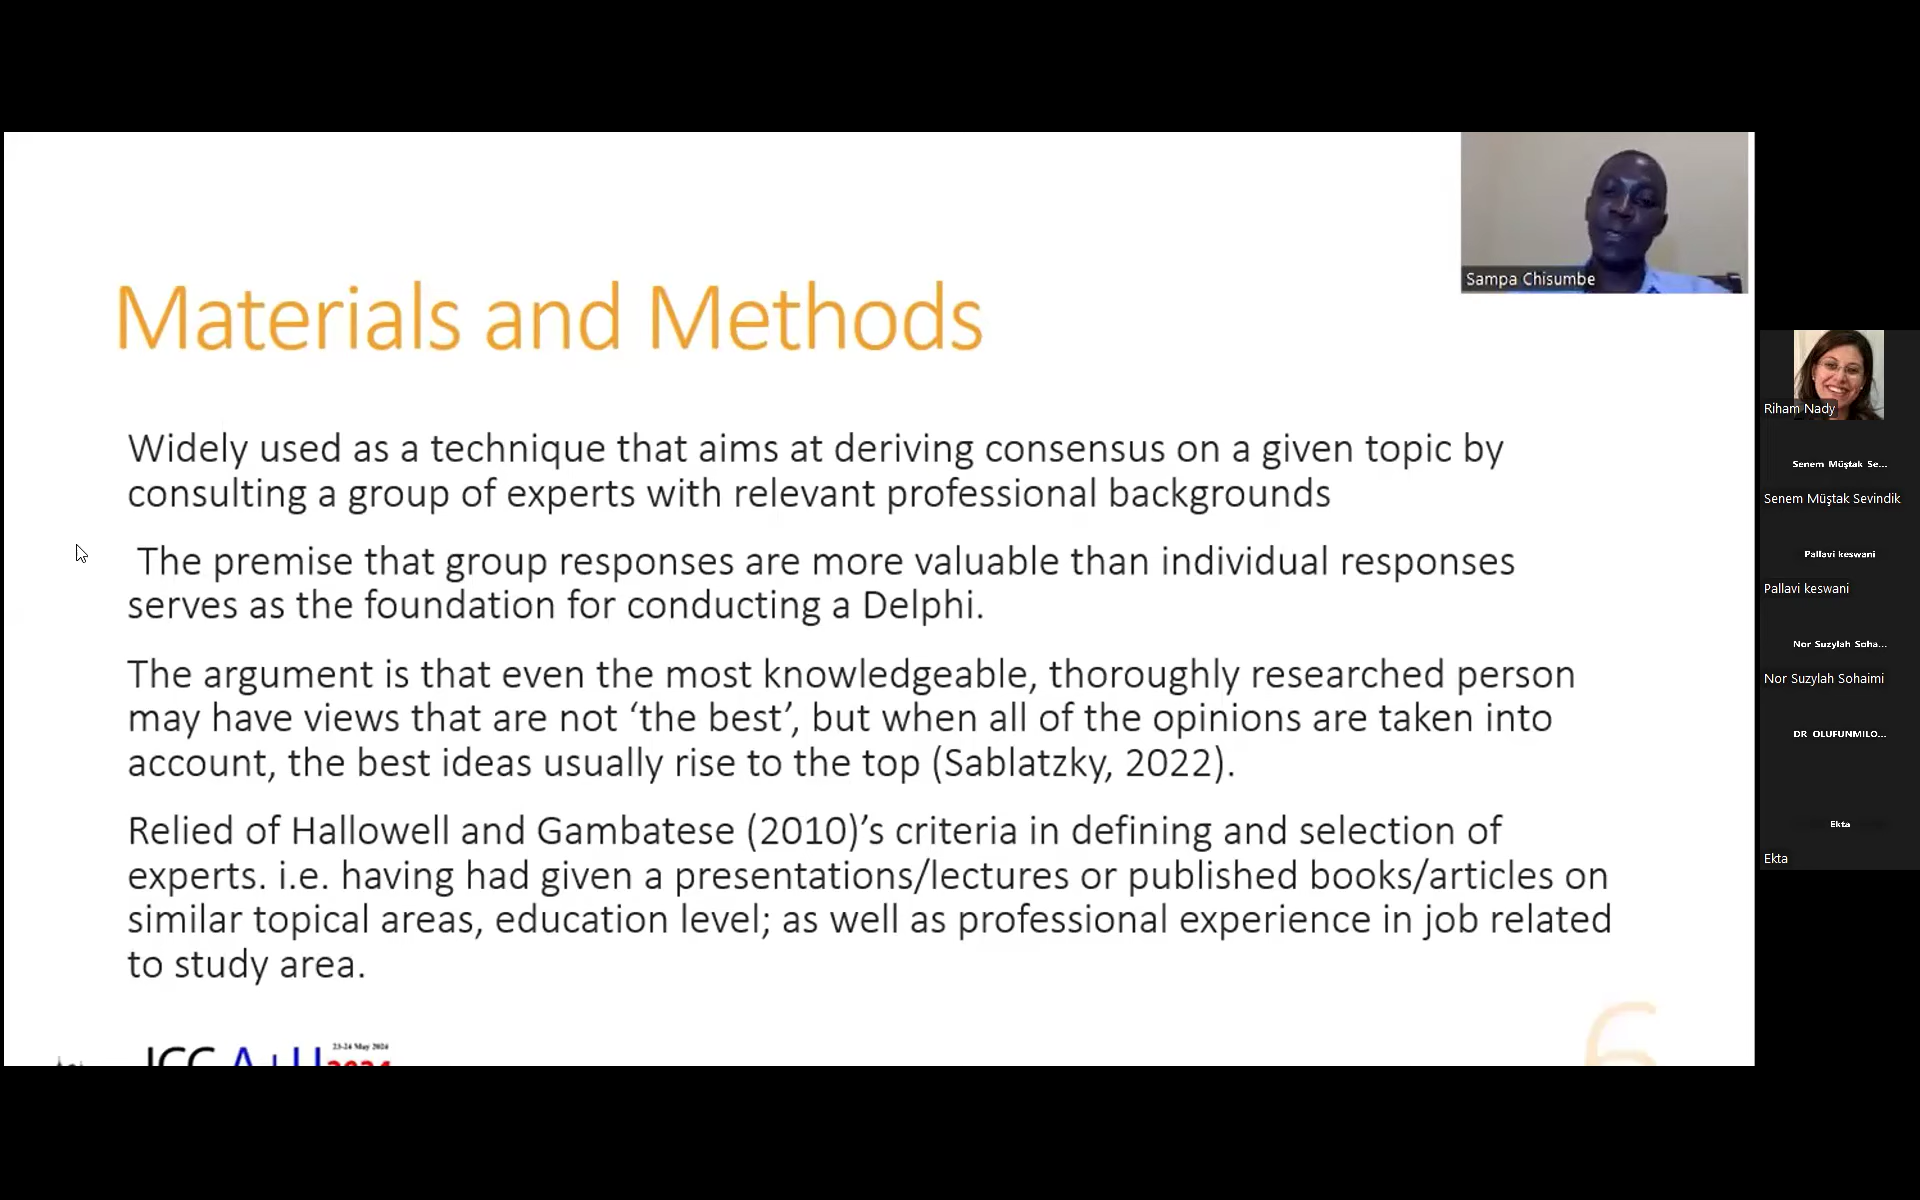 Sampa Chisumbe
Materials and Methods
Widely used as a technique that aims at deriving consensus on a given topic by
consulting a group of experts with relevant professional backgrounds
The premise that group responses are more valuable than individual responses
serves as the foundation for conducting a Delphi.
The argument is that even the most knowledgeable, thoroughly researched person
may have views that are not ‘the best’, but when all of the opinions are taken into
account, the best ideas usually rise to the top (Sablatzky, 2022).
Relied of Hallowell and Gambatese (2010)’s criteria in defining and selection of
experts. i.e. having had given a presentations/lectures or published books/articles on
similar topical areas, education level; as well as professional experience in job related
to study area.
23-24 May 2024
ICC A+U 2024
6
Riham Nady
Senem Müştak Se...
Senem Müştak Sevindik
Pallavi keswani
Pallavi keswani
Nor Suzylah Soha...
Nor Suzylah Sohaimi
DR OLUFUNMILO...
Ekta
Ekta